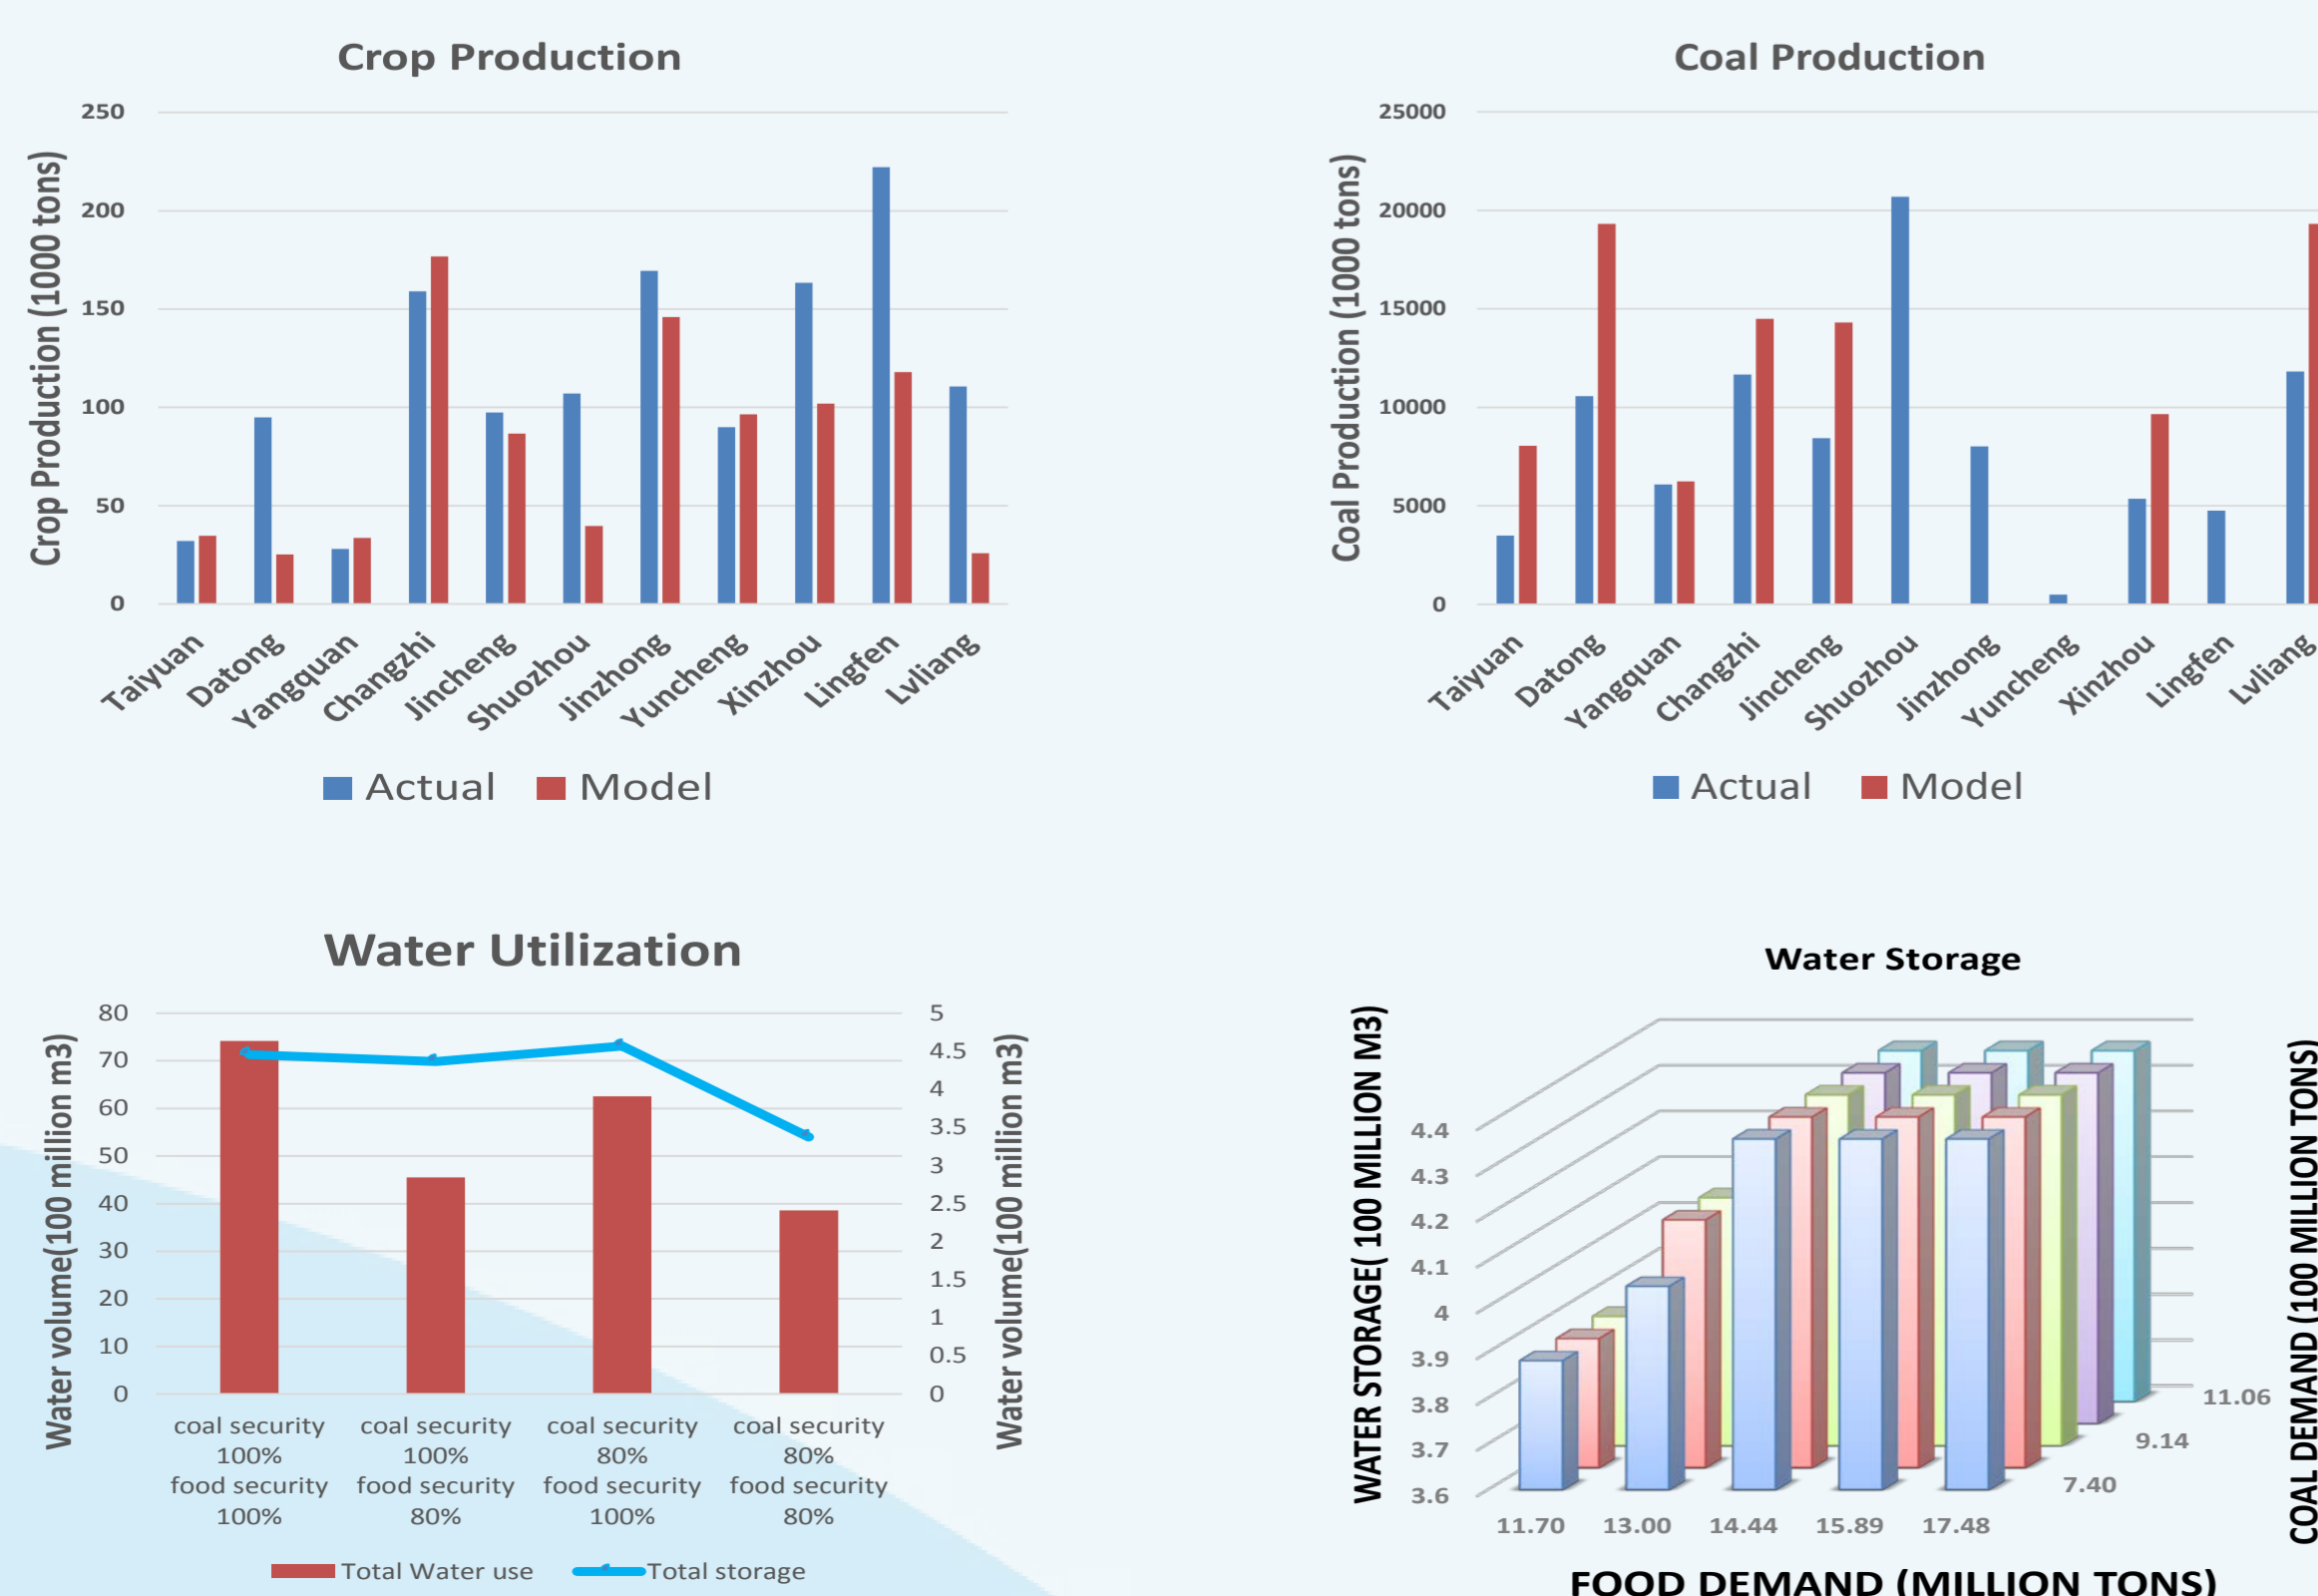 Crop Production
Crop Production (1000 tons)
250
200
150
100
50
0
Taiyuan
Datong
Yangquan
Changzhi
Jincheng
Shuozhou
Jinzhong
Yuncheng
Xinzhou
Lingfen
Lvliang
Actual
Model
Coal Production
Coal Production (1000 tons)
25000
20000
15000
10000
5000
0
Taiyuan
Datong
Yangquan
Changzhi
Jincheng
Shuozhou
Jinzhong
Yuncheng
Xinzhou
Lingfen
Lvliang
Actual
Model
Water Utilization
Water volume(100 million m3)
80
70
60
50
40
30
20
10
0
5
4.5
4
3.5
3
2.5
2
1.5
1
0.5
0
Water volume(100 million m3)
coal security
100%
food security
100%
coal security
100%
food security
80%
coal security
80%
food security
100%
coal security
80%
food security
80%
Total Water use
Total storage
Water Storage
WATER STORAGE( 100 MILLION M3)
4.4
4.3
4.2
4.1
4
3.9
3.8
3.7
3.6
11.70
13.00
14.44
15.89
17.48
7.40
9.14
11.06
COAL DEMAND (100 MILLION TONS)
FOOD DEMAND (MILLION TONS)